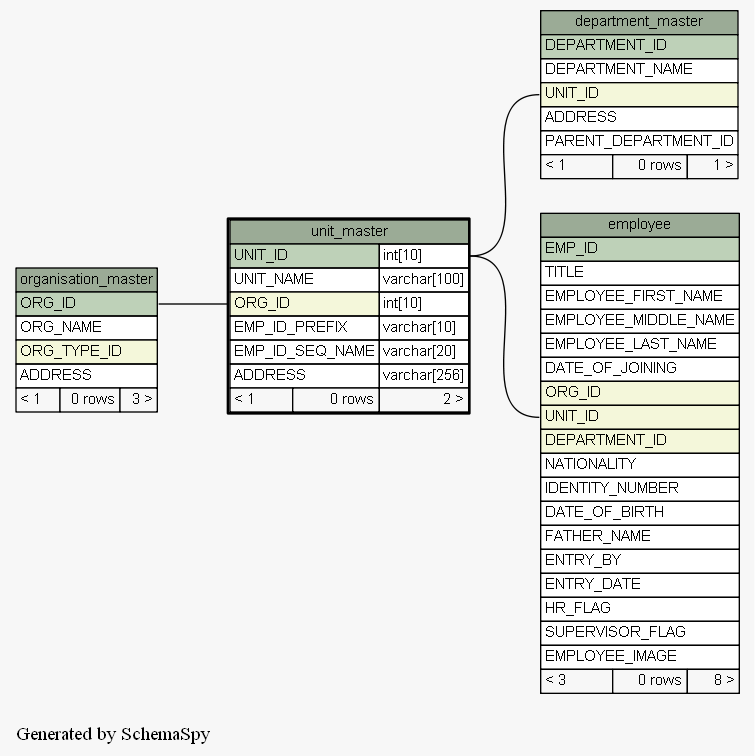 department_master
DEPARTMENT_ID
DEPARTMENT_NAME
UNIT_ID
ADDRESS
PARENT_DEPARTMENT_ID
< 1 0 rows 1 >
organisation_master
ORG_ID
ORG_NAME
ORG_TYPE_ID
ADDRESS
< 1 0 rows 3 >
unit_master
UNIT_ID int[10]
UNIT_NAME varchar[100]
ORG_ID int[10]
EMP_ID_PREFIX varchar[10]
EMP_ID_SEQ_NAME varchar[20]
ADDRESS varchar[256]
< 1 0 rows 2 >
employee
EMP_ID
TITLE
EMPLOYEE_FIRST_NAME
EMPLOYEE_MIDDLE_NAME
EMPLOYEE_LAST_NAME
DATE_OF_JOINING
ORG_ID
UNIT_ID
DEPARTMENT_ID
NATIONALITY
IDENTITY_NUMBER
DATE_OF_BIRTH
FATHER_NAME
ENTRY_BY
ENTRY_DATE
HR_FLAG
SUPERVISOR_FLAG
EMPLOYEE_IMAGE
< 3 0 rows 8 >
Generated by SchemaSpy